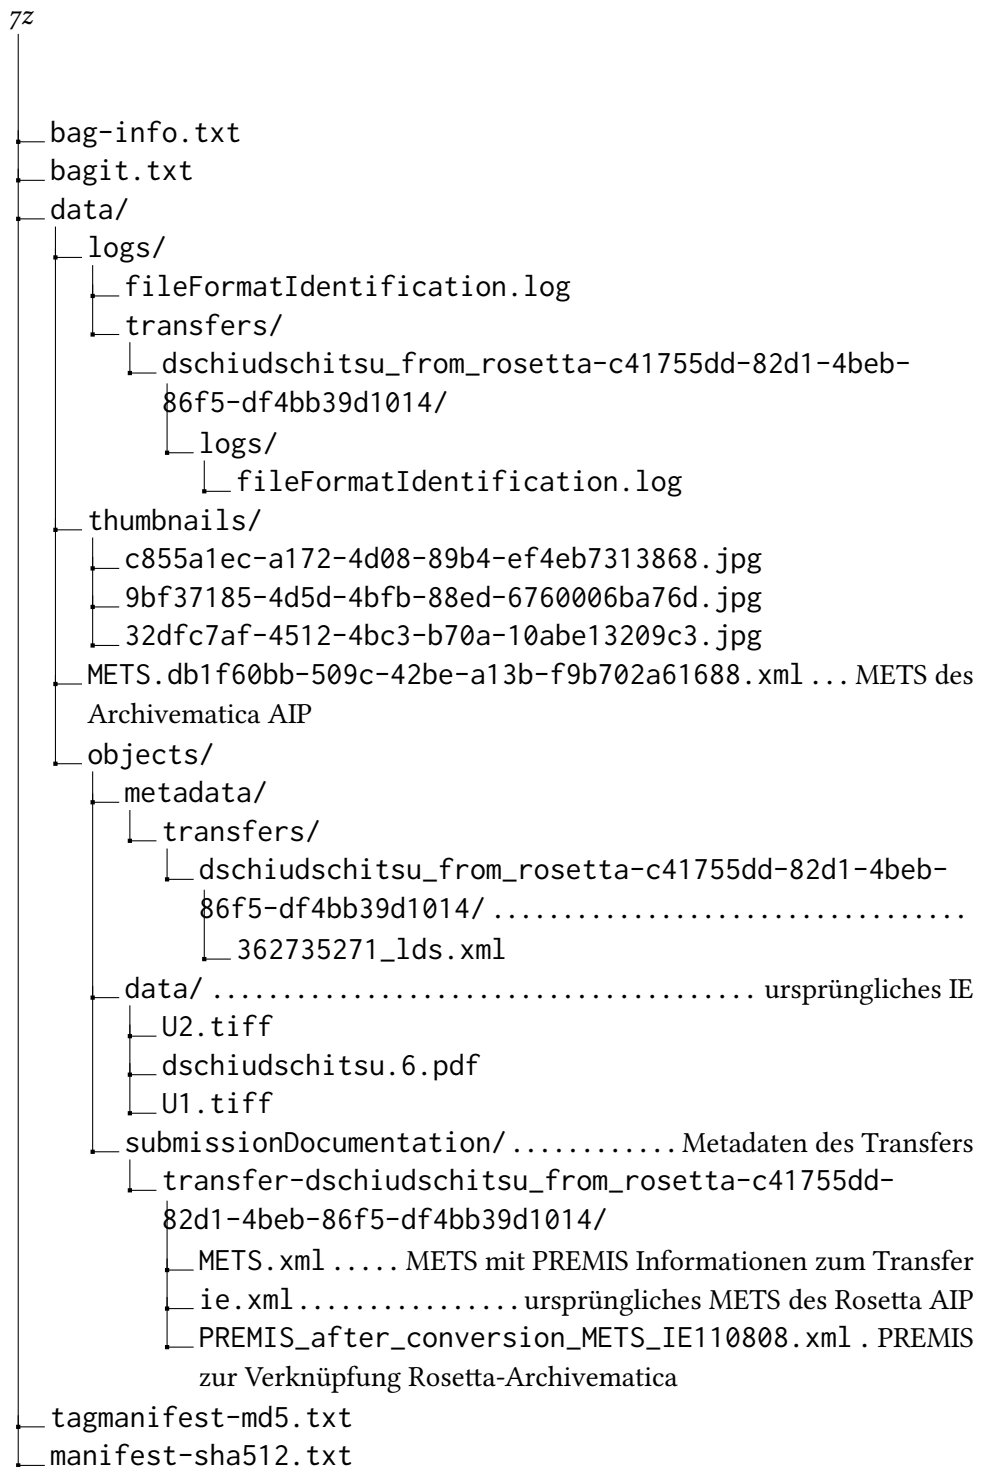 7z
bag-info.txt
bagit.txt
data/
logs/
fileFormatIdentification.log
transfers/
dschiudschitsu_from_rosetta-c41755dd-82d1-4beb-
86f5-df4bb39d1014/
logs/
fileFormatIdentification.log
thumbnails/
c855a1ec-a172-4d08-89b4-ef4eb7313868.jpg
9bf37185-4d5d-4bfb-88ed-6760006ba76d.jpg
32dfc7af-4512-4bc3-b70a-10abe13209c3.jpg
METS.db1f60bb-509c-42be-a13b-f9b702a61688.xml ... METS des
Archivematica AIP
objects/
metadata/
transfers/
dschiudschitsu_from_rosetta-c41755dd-82d1-4beb-
86f5-df4bb39d1014/ ..................................
362735271_lds.xml
data/ ....................................... ursprüngliches IE
U2.tiff
dschiudschitsu.6.pdf
U1.tiff
submissionDocumentation/ ............ Metadaten des Transfers
transfer-dschiudschitsu_from_rosetta-c41755dd-
82d1-4beb-86f5-df4bb39d1014/
METS.xml ..... METS mit PREMIS Informationen zum Transfer
ie.xml ................ ursprüngliches METS des Rosetta AIP
PREMIS_after_conversion_METS_IE110808.xml . PREMIS
zur Verknüpfung Rosetta-Archivematica
tagmanifest-md5.txt
manifest-sha512.txt